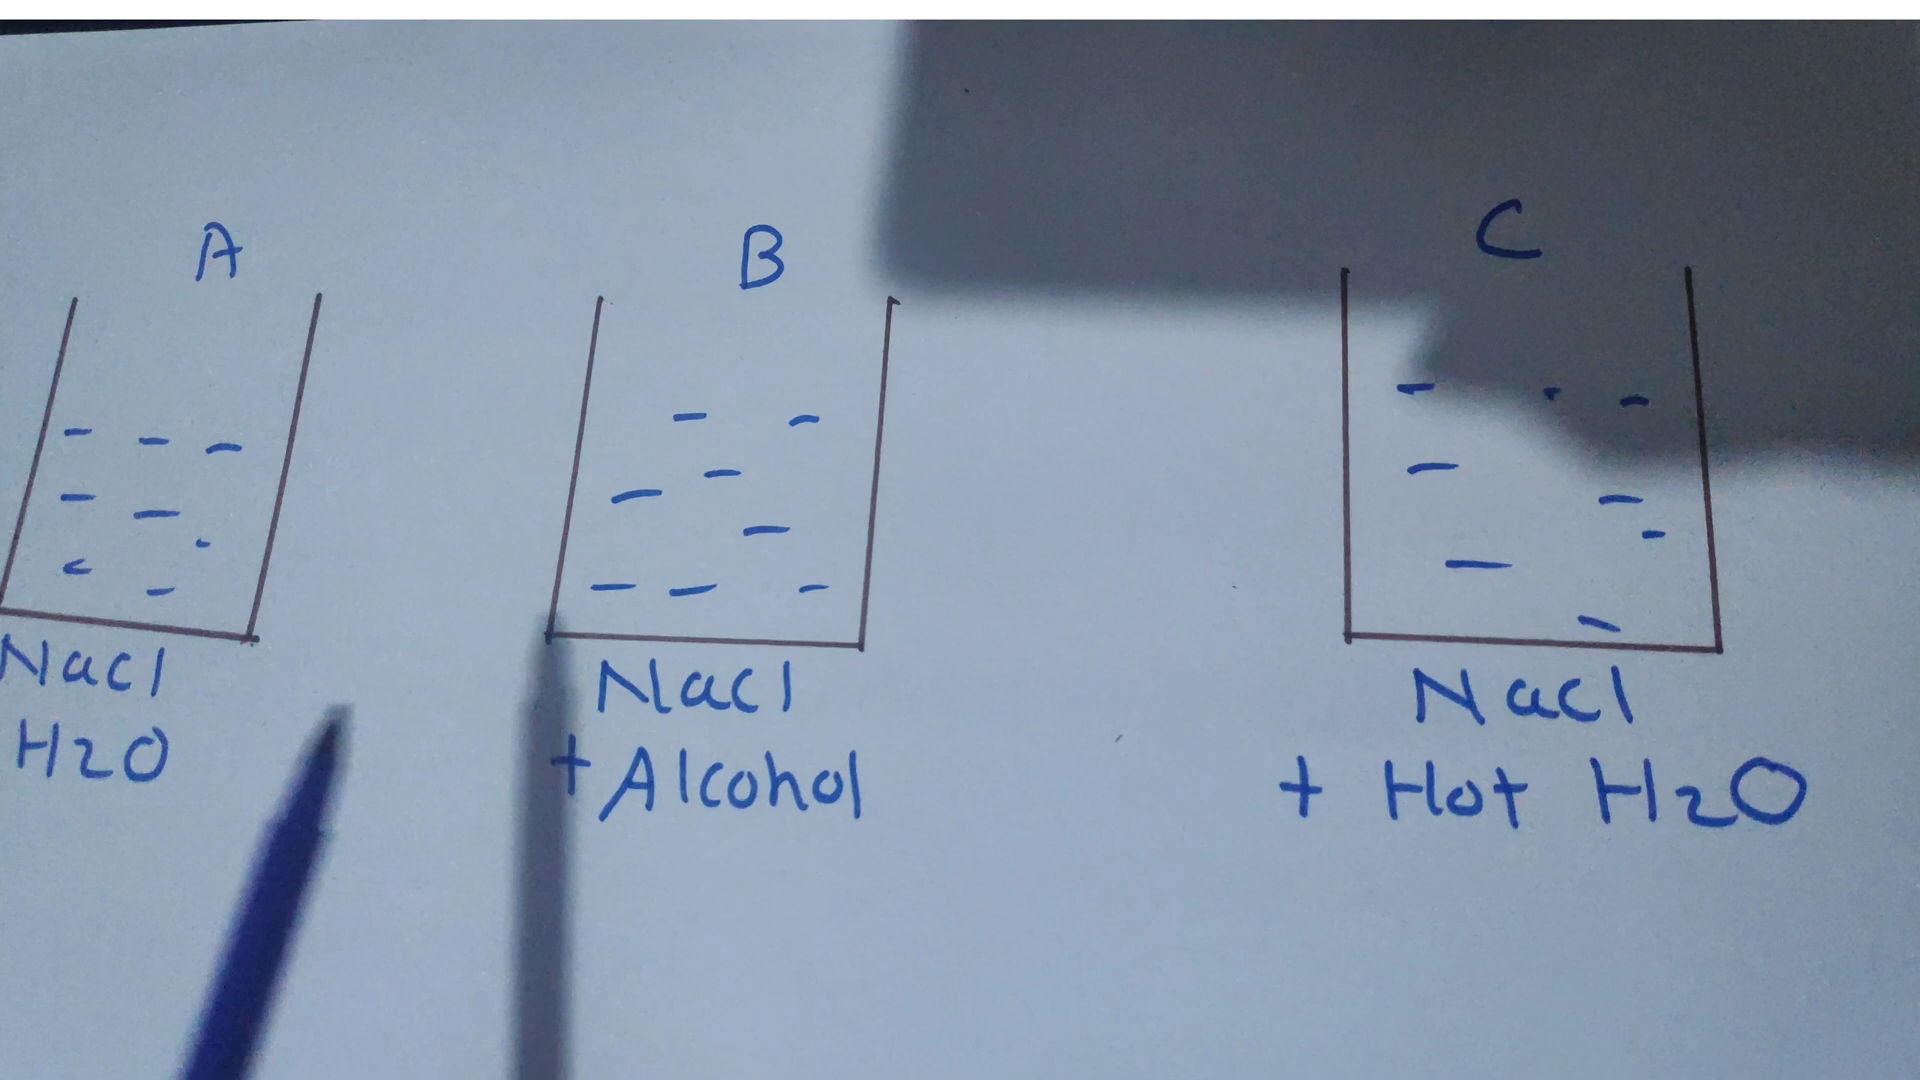 A
B
C
Nacl
H2O
Nacl
+ Alcohol
Nacl
+ Hot H2O